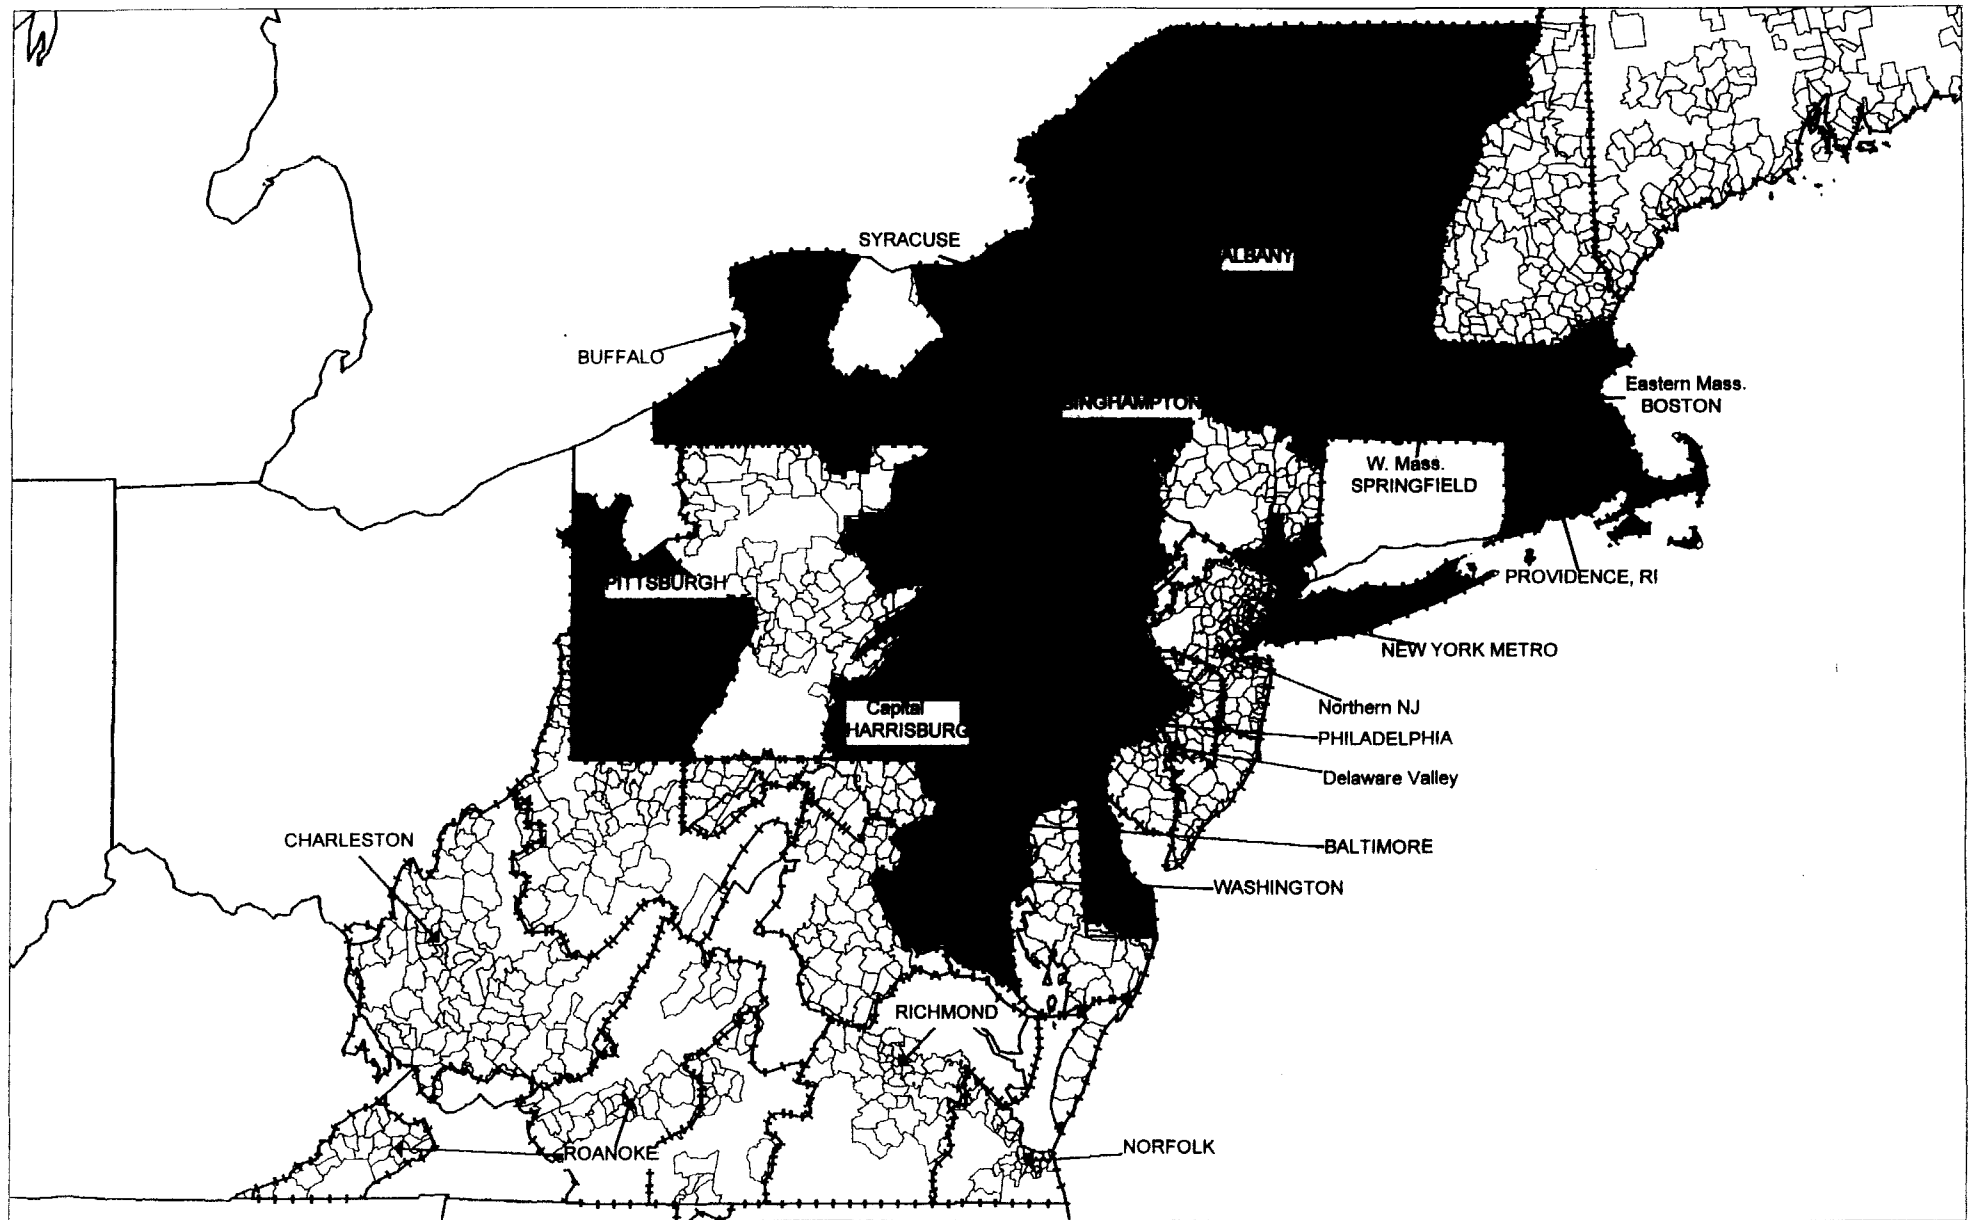 SYRACUSE
ALBANY
BUFFALO
BINGHAMPTON
Eastern Mass.
BOSTON
W. Mass.
SPRINGFIELD
PITTSBURGH
PROVIDENCE, RI
NEW YORK METRO
Capital
HARRISBURG
Northern NJ
PHILADELPHIA
Delaware Valley
CHARLESTON
BALTIMORE
WASHINGTON
RICHMOND
ROANOKE
NORFOLK